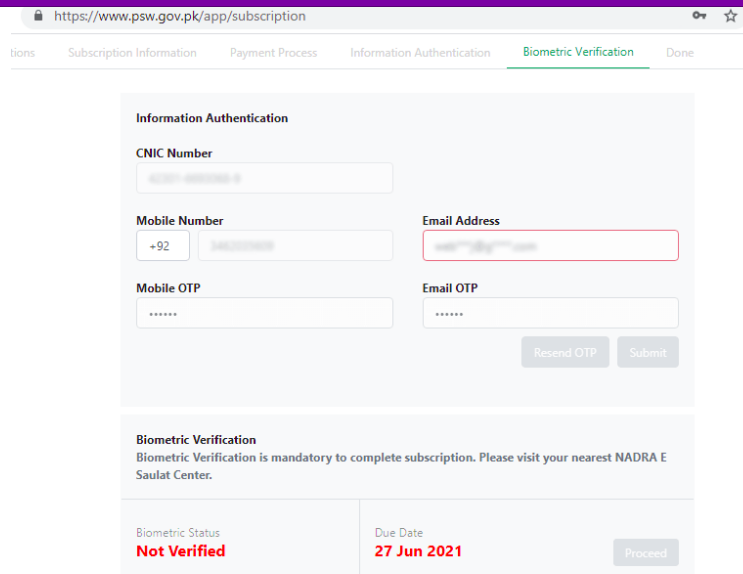 https://www.psw.gov.pk/app/subscription
tions Subscription Information Payment Process Information Authentication Biometric Verification Done
Information Authentication
CNIC Number
Mobile Number Email Address
+92
Mobile OTP Email OTP
•••••• ••••••
Resend OTP Submit
Biometric Verification
Biometric Verification is mandatory to complete subscription. Please visit your nearest NADRA E
Saulat Center.
Biometric Status Due Date
Not Verified 27 Jun 2021
Proceed